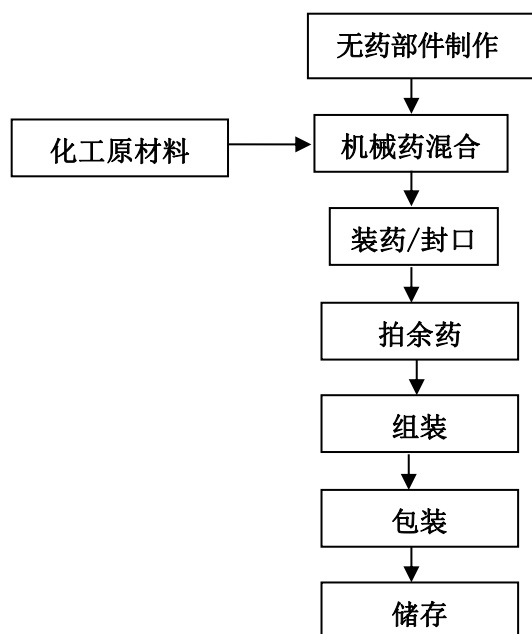 无药部件制作
化工原材料
机械药混合
装药/封口
拍余药
组装
包装
储存